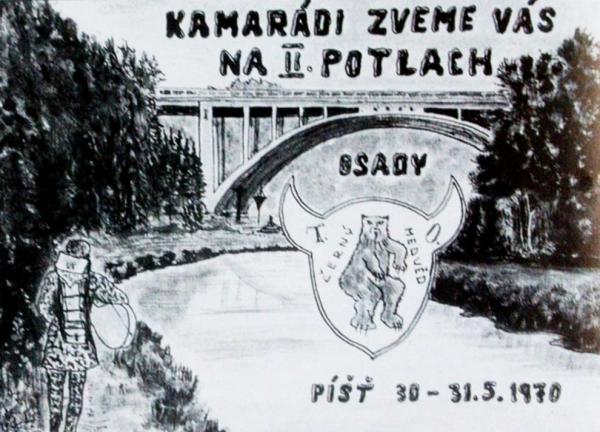 KAMARÁDI ZVEME VÁS
NA II. POTLACH
OSADY
T. O.
ČERNÝ MEDVĚD
PÍŠŤ 30 - 31.5.1970